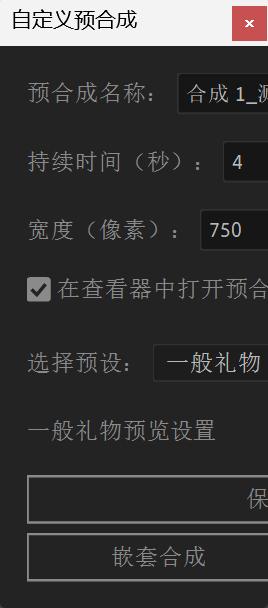 自定义预合成
预合成名称： 合成 1_
持续时间（秒）： 4
宽度（像素）： 750
在查看器中打开预合
选择预设： 一般礼物
一般礼物预览设置
保
嵌套合成